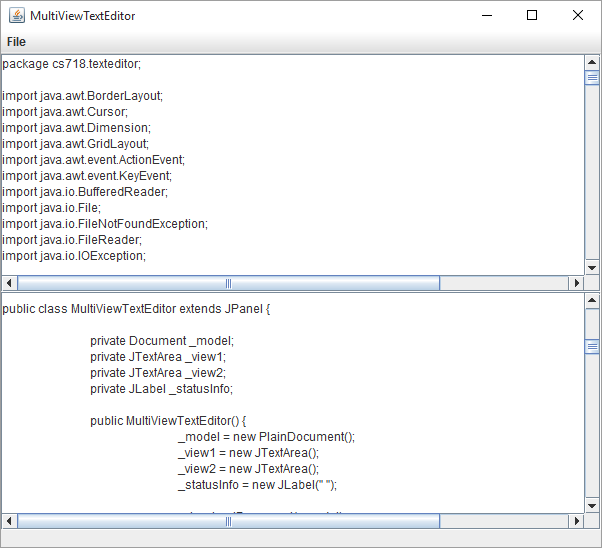 MultiViewTextEditor
File
package cs718.texteditor;
import java.awt.BorderLayout;
import java.awt.Cursor;
import java.awt.Dimension;
import java.awt.GridLayout;
import java.awt.event.ActionEvent;
import java.awt.event.KeyEvent;
import java.io.BufferedReader;
import java.io.File;
import java.io.FileNotFoundException;
import java.io.FileReader;
import java.io.IOException;
public class MultiViewTextEditor extends JPanel {
private Document _model;
private JTextArea _view1;
private JTextArea _view2;
private JLabel _statusInfo;
public MultiViewTextEditor() {
_model = new PlainDocument();
_view1 = new JTextArea();
_view2 = new JTextArea();
_statusInfo = new JLabel(" ");